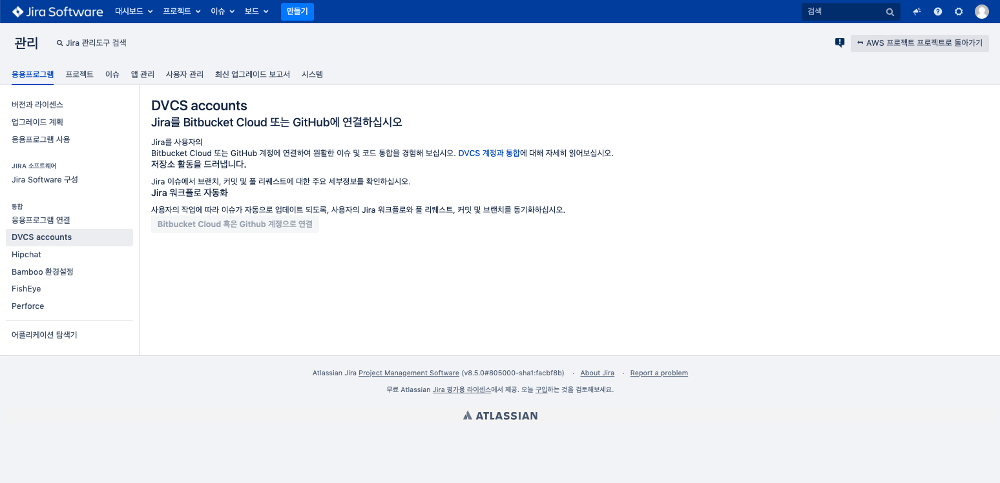 Jira Software 대시보드 프로젝트 이슈 보드 만들기 검색
관리 Jira 관리도구 검색 AWS 프로젝트 프로젝트로 돌아가기
응용프로그램 프로젝트 이슈 앱 관리 사용자 관리 최신 업그레이드 보고서 시스템
버전과 라이센스
업그레이드 계획
응용프로그램 사용
JIRA 소프트웨어
Jira Software 구성
통합
응용프로그램 연결
DVCS accounts
Hipchat
Bamboo 환경설정
FishEye
Perforce
어플리케이션 탐색기
DVCS accounts
Jira를 Bitbucket Cloud 또는 GitHub에 연결하십시오
Jira를 사용자의
Bitbucket Cloud 또는 GitHub 계정에 연결하여 원활한 이슈 및 코드 통합을 경험해 보십시오. DVCS 계정과 통합에 대해 자세히 읽어보십시오.
저장소 활동을 드러냅니다.
Jira 이슈에서 브랜치, 커밋 및 풀 리퀘스트에 대한 주요 세부정보를 확인하십시오.
Jira 워크플로 자동화
사용자의 작업에 따라 이슈가 자동으로 업데이트 되도록, 사용자의 Jira 워크플로와 풀 리퀘스트, 커밋 및 브랜치를 동기화하십시오.
Bitbucket Cloud 혹은 Github 계정으로 연결
Atlassian Jira Project Management Software (v8.5.0#805000-sha1:facbf8b) · About Jira · Report a problem
무료 Atlassian Jira 평가용 라이센스에서 제공. 오늘 구입하는 것을 검토해보세요.
ATLASSIAN